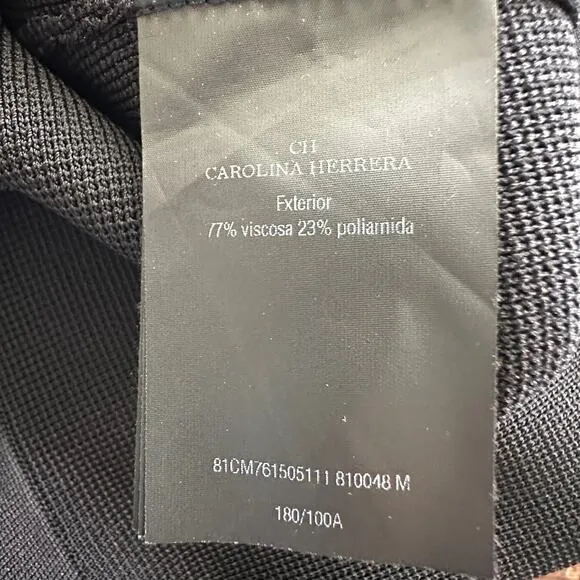 CH
CAROLINA HERRERA
Exterior
77% viscosa 23% poliamida
81CM761505111 810048 M
180/100A